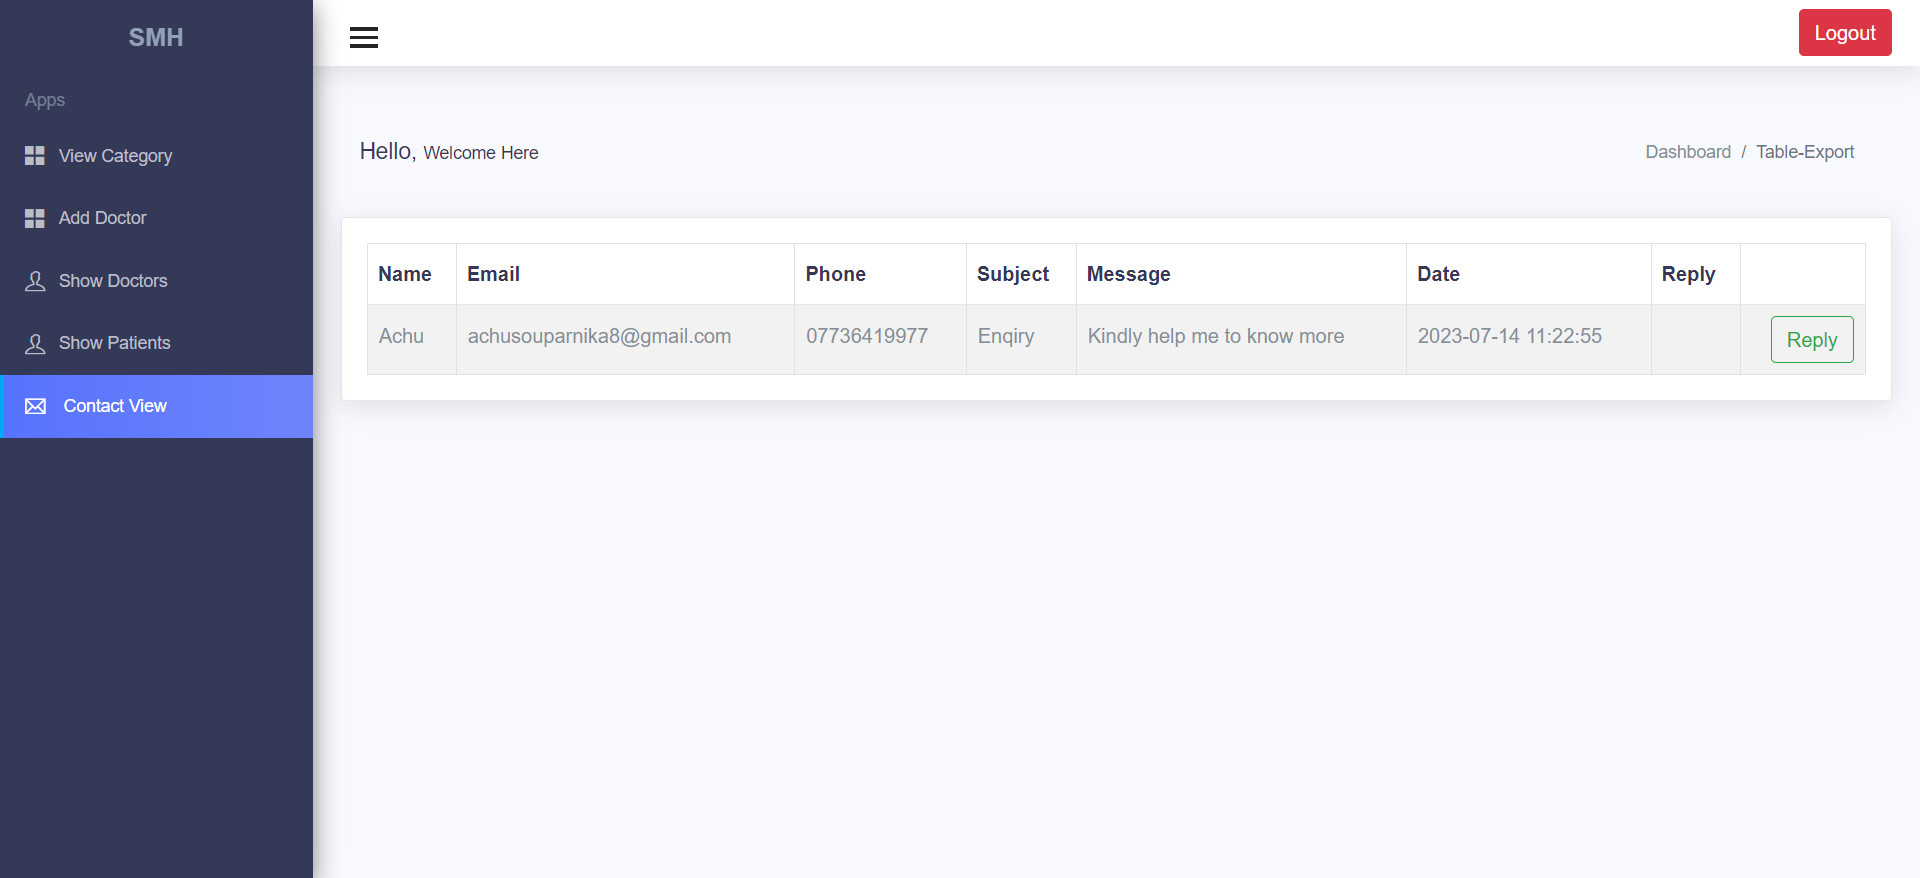 SMH
Logout
Apps
View Category
Add Doctor
Show Doctors
Show Patients
Contact View
Hello, Welcome Here
Dashboard / Table-Export
Name Email Phone Subject Message Date Reply
Achu achusouparnika8@gmail.com 07736419977 Enqiry Kindly help me to know more 2023-07-14 11:22:55 Reply